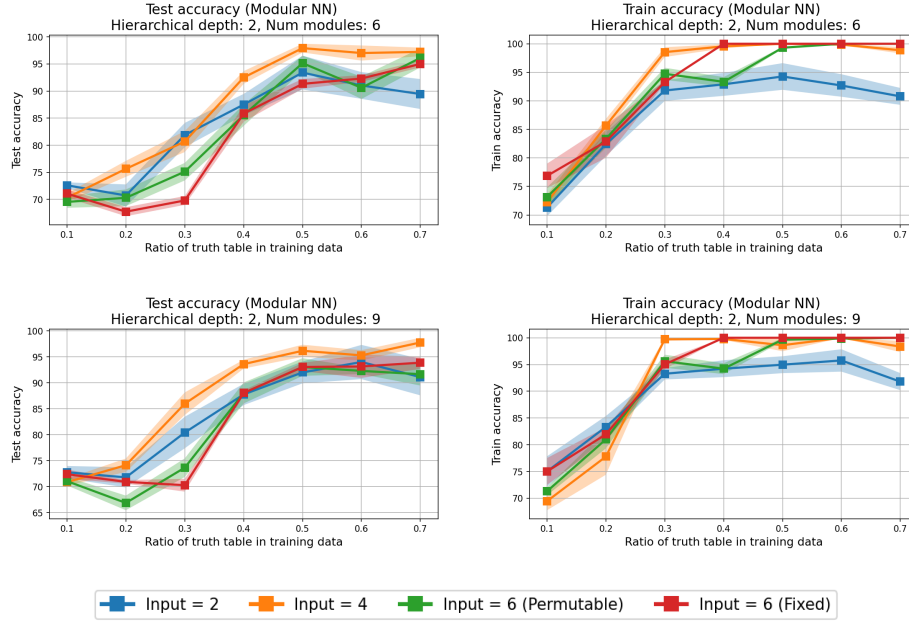 Test accuracy (Modular NN)
Hierarchical depth: 2, Num modules: 6
Test accuracy
100
95
90
85
80
75
70
0.1 0.2 0.3 0.4 0.5 0.6 0.7
Ratio of truth table in training data
Train accuracy (Modular NN)
Hierarchical depth: 2, Num modules: 6
Train accuracy
100
95
90
85
80
75
70
0.1 0.2 0.3 0.4 0.5 0.6 0.7
Ratio of truth table in training data
Test accuracy (Modular NN)
Hierarchical depth: 2, Num modules: 9
Test accuracy
100
95
90
85
80
75
70
65
0.1 0.2 0.3 0.4 0.5 0.6 0.7
Ratio of truth table in training data
Train accuracy (Modular NN)
Hierarchical depth: 2, Num modules: 9
Train accuracy
100
95
90
85
80
75
70
0.1 0.2 0.3 0.4 0.5 0.6 0.7
Ratio of truth table in training data
Input = 2 Input = 4 Input = 6 (Permutable) Input = 6 (Fixed)